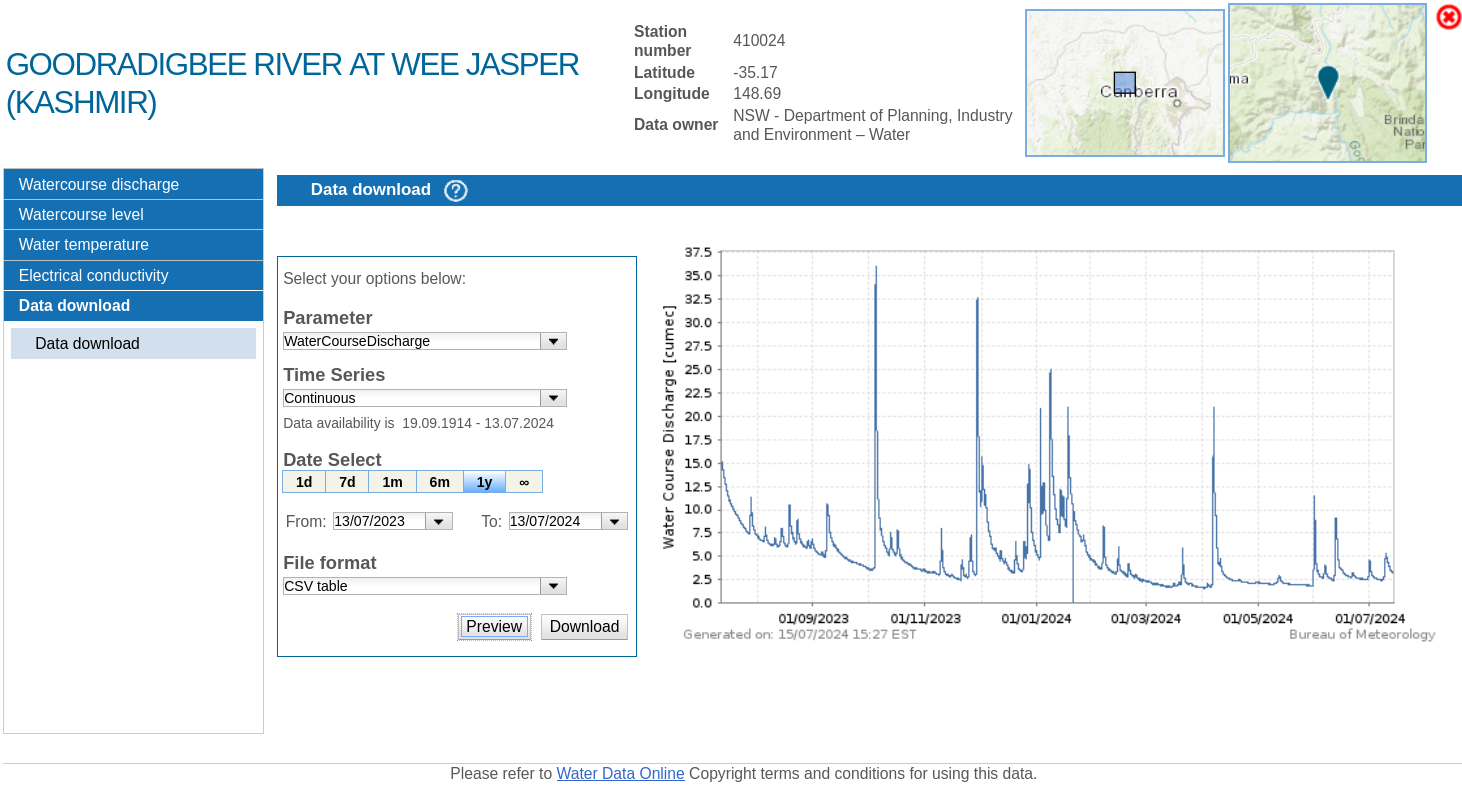 GOODRADIGBEE RIVER AT WEE JASPER
(KASHMIR)
Station
number
410024
Latitude
-35.17
Longitude
148.69
Data owner
NSW - Department of Planning, Industry
and Environment – Water
Canberra
ma
Brinda
Natio
Par
Go
Watercourse discharge
Watercourse level
Water temperature
Electrical conductivity
Data download
Data download
Data download ?
Select your options below:
Parameter
WaterCourseDischarge
Time Series
Continuous
Data availability is 19.09.1914 - 13.07.2024
Date Select
1d 7d 1m 6m 1y ∞
From: 13/07/2023 To: 13/07/2024
File format
CSV table
Preview Download
Water Course Discharge [cumec]
37.5
35.0
32.5
30.0
27.5
25.0
22.5
20.0
17.5
15.0
12.5
10.0
7.5
5.0
2.5
0.0
01/09/2023 01/11/2023 01/01/2024 01/03/2024 01/05/2024 01/07/2024
Generated on: 15/07/2024 15:27 EST
Bureau of Meteorology
Please refer to Water Data Online Copyright terms and conditions for using this data.